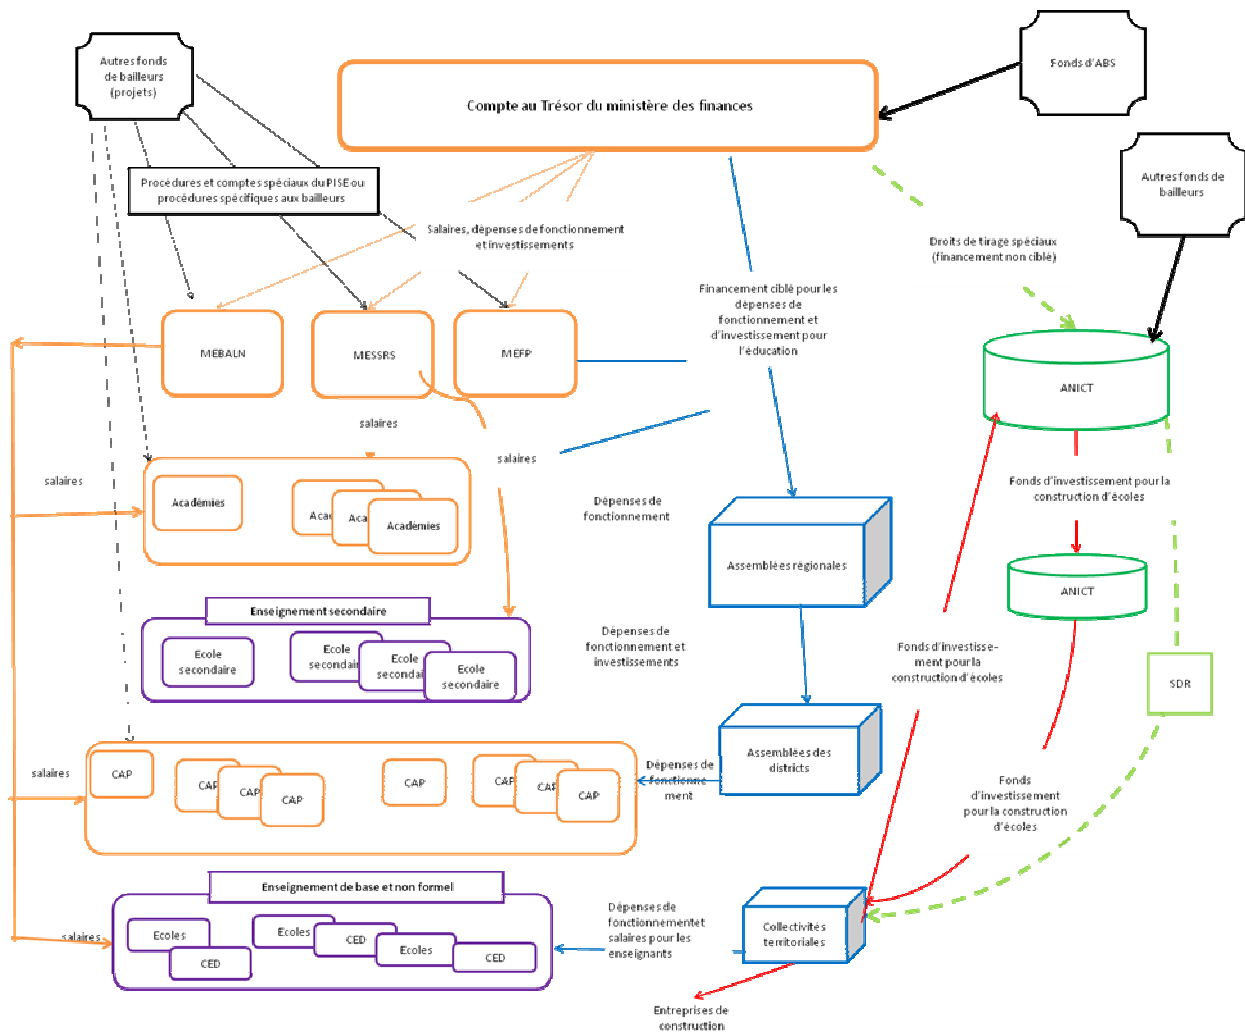 Autres fonds
de bailleurs
(projets)
Compte au Trésor du ministère des finances
Fonds d'ABS
Autres fonds de
bailleurs
Procédures et comptes spéciaux du PISE ou
procédures spécifiques aux bailleurs
Salaires, dépenses de fonctionnement
et investissements
Droits de tirage spéciaux
(financement non ciblé)
Financement ciblé pour les
dépenses de
fonctionnement et
d'investissement pour
l'éducation
MEBALN
MESSRS
MEFP
ANICT
salaires
salaires
salaires
Académies
Acad
Aca
Académies
Dépenses de
fonctionnement
Fonds d'investissement pour la
construction d'écoles
Assemblées régionales
ANICT
Enseignement secondaire
Ecole
secondaire
Ecole
secondai
Ecole
secondai
Ecole
secondaire
Dépenses de
fonctionnement et
investissements
Fonds d'investisse-
ment pour la
construction d'écoles
SDR
salaires
CAP
CAP
CAP
CAP
CAP
CAP
CAP
CAP
Dépenses de
fonctionne
ment
Assemblées des
districts
Fonds
d'investissement
pour la construction
d'écoles
Enseignement de base et non formel
salaires
Ecoles
CED
Ecoles
CED
Ecoles
CED
Dépenses de
fonctionnementet
salaires pour les
enseignants
Collectivités
territoriales
Entreprises de
construction